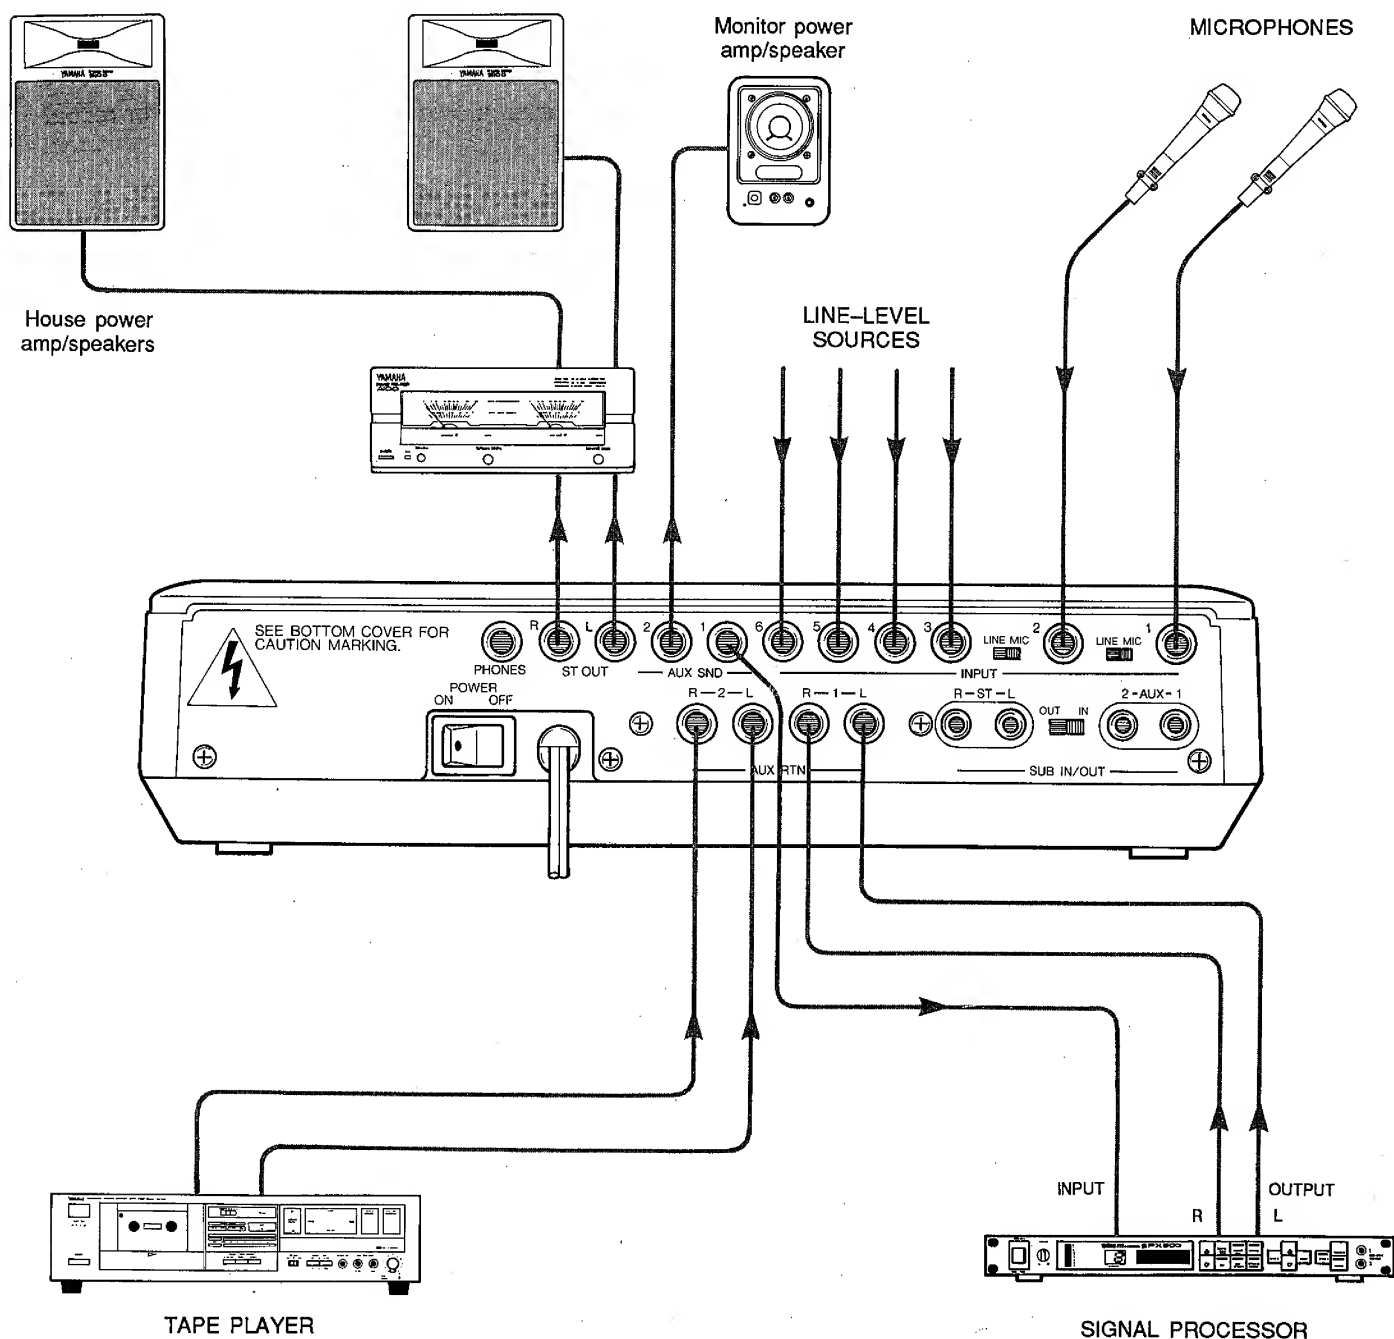 Monitor power
amp/speaker
MICROPHONES
YAMAHA
YAMAHA
House power
amp/speakers
LINE–LEVEL
SOURCES
YAMAHA
SEE BOTTOM COVER FOR
CAUTION MARKING.
PHONES
R
L
ST OUT
2
1
AUX SND
6
5
4
3
LINE MIC
2
LINE MIC
1
INPUT
POWER
ON OFF
R—2—L
R—1—L
AUX RTN
R—ST—L
OUT IN
2-AUX-1
SUB IN/OUT
INPUT
OUTPUT
R
L
TAPE PLAYER
SIGNAL PROCESSOR